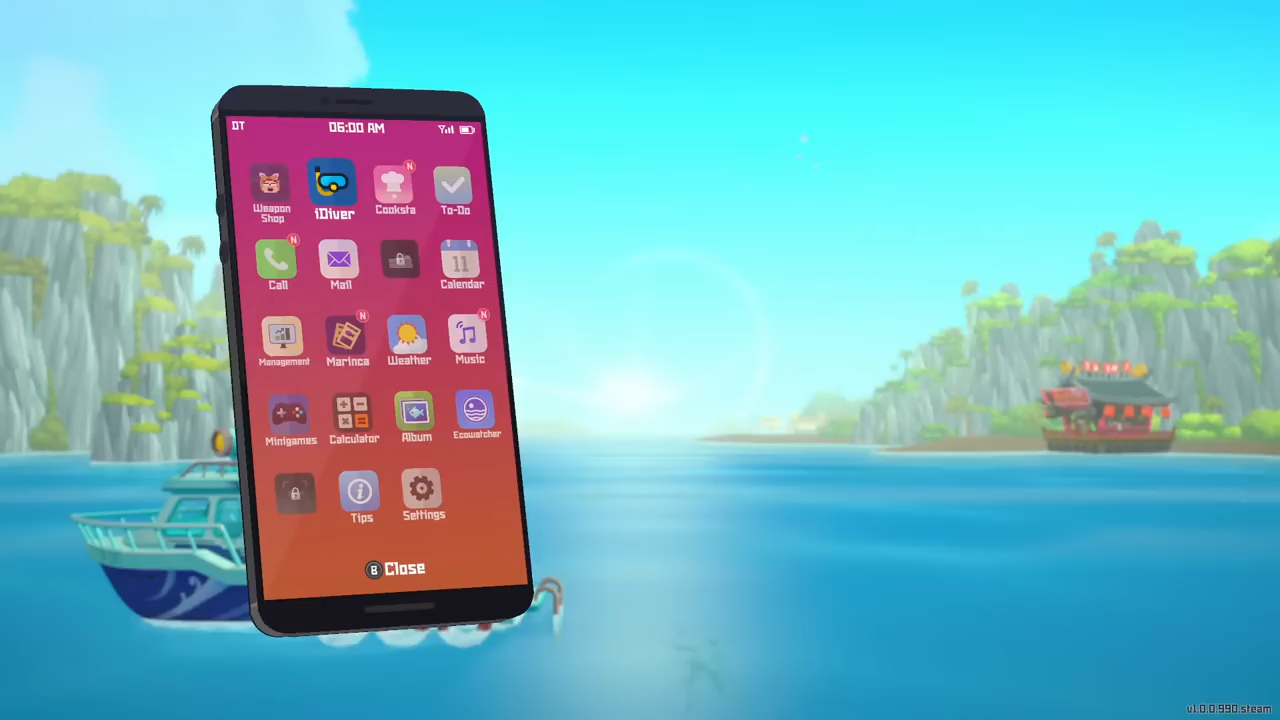 DT
06:00 AM
Weapon
Shop
iDiver
N
Cooksta
To-Do
N
Call
Mail
11
Calendar
Management
N
Marinca
Weather
N
Music
Minigames
Calculator
Album
Ecowatcher
Tips
Settings
B Close
v1.0.0.990.steam